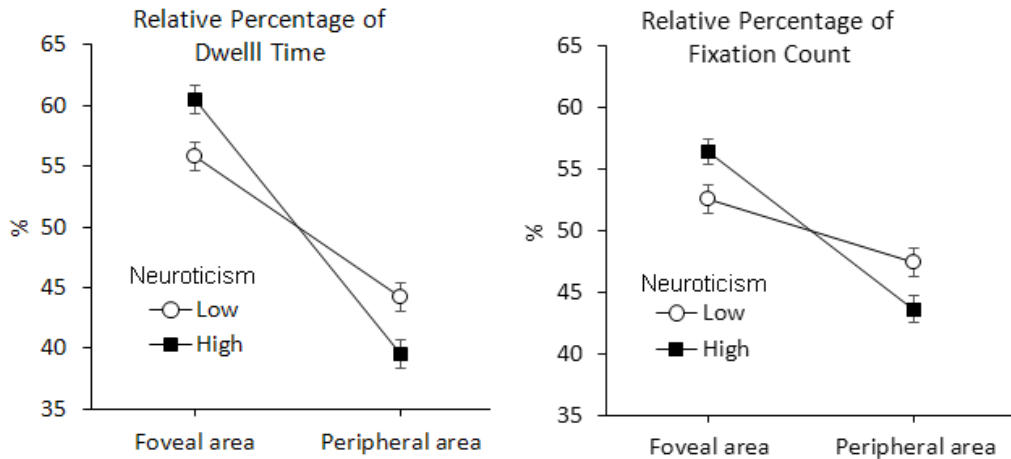 Relative Percentage of
Dwelll Time
65
60
55
50
45
40
35
%
Neuroticism
Low
High
Foveal area
Peripheral area
Relative Percentage of
Fixation Count
65
60
55
50
45
40
35
%
Neuroticism
Low
High
Foveal area
Peripheral area